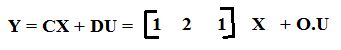 Y = CX + DU = [1 2 1] X + O.U